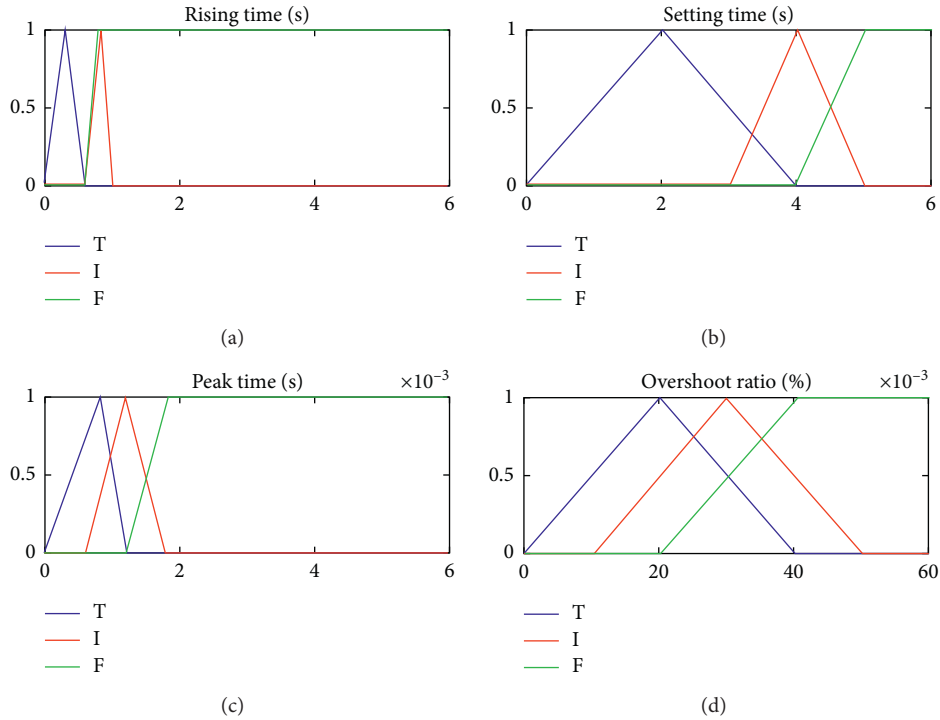 Rising time (s)
1
0.5
0
0 2 4 6
T
I
F
(a)
Setting time (s)
1
0.5
0
0 2 4 6
T
I
F
(b)
Peak time (s) ×10⁻³
1
0.5
0
0 2 4 6
T
I
F
(c)
Overshoot ratio (%) ×10⁻³
1
0.5
0
0 20 40 60
T
I
F
(d)